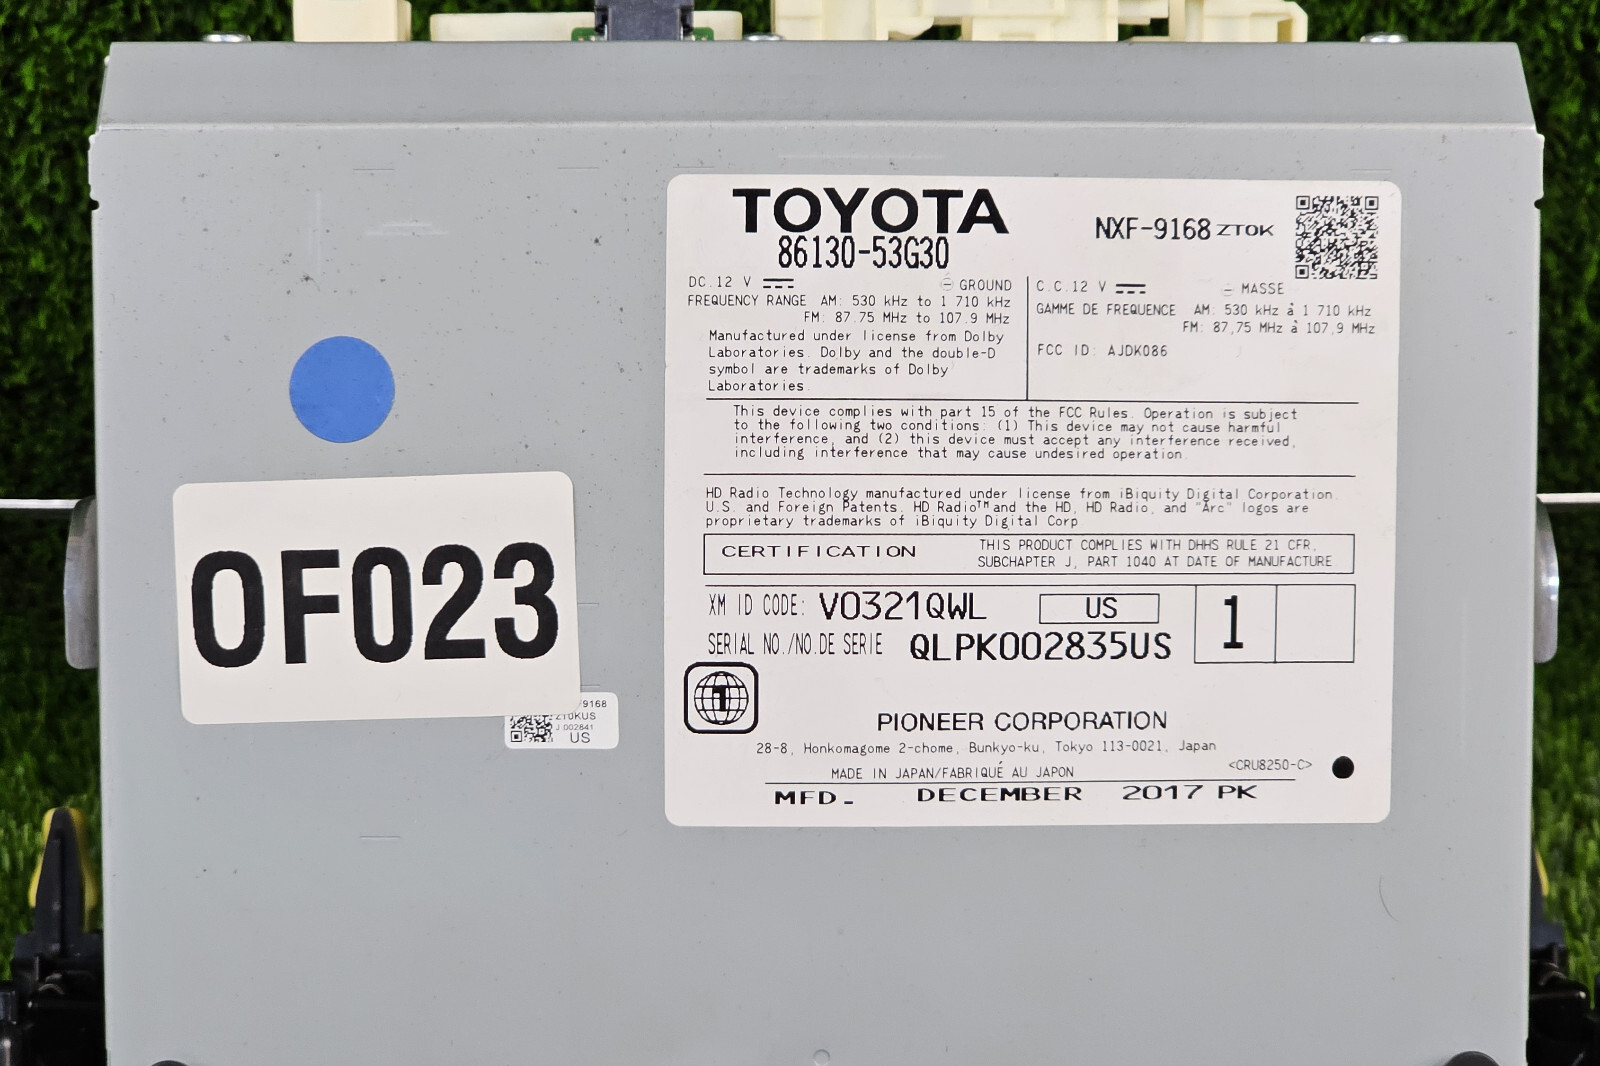 TOYOTA
86130-53G30
NXF-9168 ZT0K
DC.12 V
GROUND
FREQUENCY RANGE AM: 530 kHz to 1 710 kHz
FM: 87.75 MHz to 107.9 MHz
Manufactured under license from Dolby
Laboratories. Dolby and the double-D
symbol are trademarks of Dolby
Laboratories.
C.C.12 V
MASSE
GAMME DE FREQUENCE AM: 530 kHz à 1 710 kHz
FM: 87,75 MHz à 107,9 MHz
FCC ID: AJDK086
This device complies with part 15 of the FCC Rules. Operation is subject
to the following two conditions: (1) This device may not cause harmful
interference, and (2) this device must accept any interference received,
including interference that may cause undesired operation.
HD Radio Technology manufactured under license from iBiquity Digital Corporation.
U.S. and Foreign Patents. HD Radio™ and the HD, HD Radio, and "Arc" logos are
proprietary trademarks of iBiquity Digital Corp
CERTIFICATION
THIS PRODUCT COMPLIES WITH DHHS RULE 21 CFR,
SUBCHAPTER J, PART 1040 AT DATE OF MANUFACTURE
XM ID CODE: V0321QWL US
1
SERIAL NO./NO.DE SERIE QLPK002835US
1
PIONEER CORPORATION
28-8, Honkomagome 2-chome, Bunkyo-ku, Tokyo 113-0021, Japan
<CRU8250-C>
MADE IN JAPAN/FABRIQUÉ AU JAPON
MFD. DECEMBER 2017 PK
0F023
9168
ZT0KUS
J 002841
US